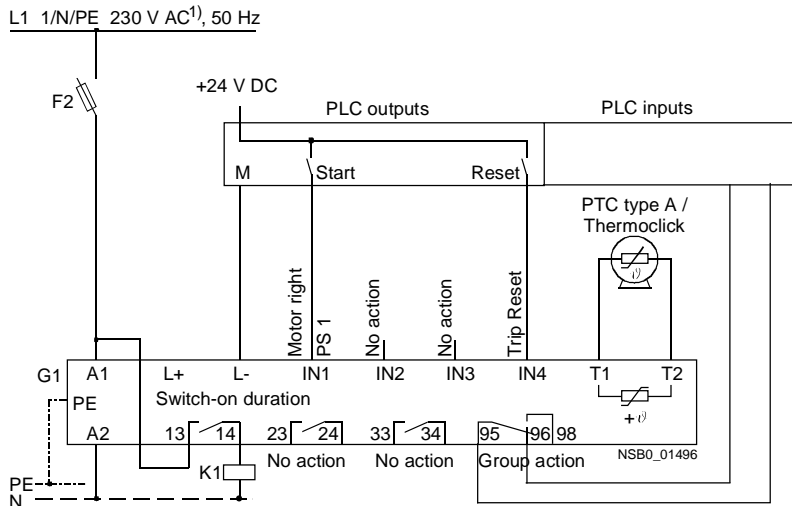 L1 1/N/PE 230 V AC1), 50 Hz
F2
+24 V DC
PLC outputs PLC inputs
M Start Reset
PTC type A /
Thermoclick
ϑ
Motor right
PS 1
No action
No action
Trip Reset
G1 A1 L+ L- IN1 IN2 IN3 IN4 T1 T2
PE Switch-on duration
+ϑ
A2 13 14 23 24 33 34 95 96 98
K1 No action No action Group action NSB0_01496
PE
N